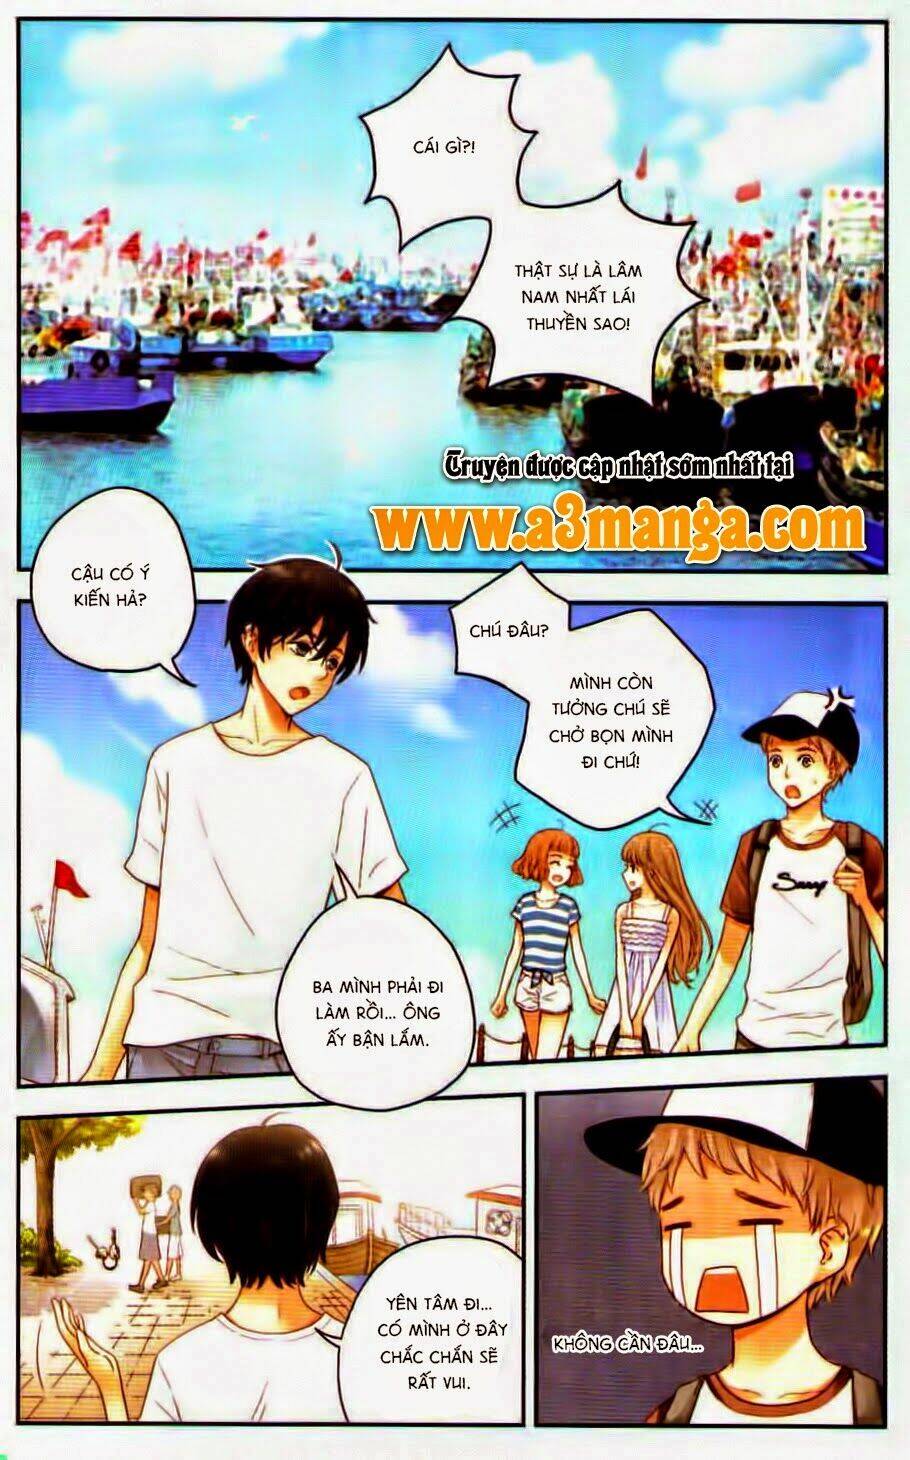 CÁI GÌ?!
THẬT SỰ LÀ LÂM
NAM NHẤT LÁI
THUYỀN SAO!
Truyện được cập nhật sớm nhất tại
www.a3manga.com
CẬU CÓ Ý
KIẾN HẢ?
CHÚ ĐÂU?
MÌNH CÒN
TƯỞNG CHÚ SẼ
CHỞ BỌN MÌNH
ĐI CHỨ!
BA MÌNH PHẢI ĐI
LÀM RỒI... ÔNG
ẤY BẬN LẮM.
YÊN TÂM ĐI...
CÓ MÌNH Ở ĐÂY
CHẮC CHẮN SẼ
RẤT VUI.
KHÔNG CẦN ĐÂU...